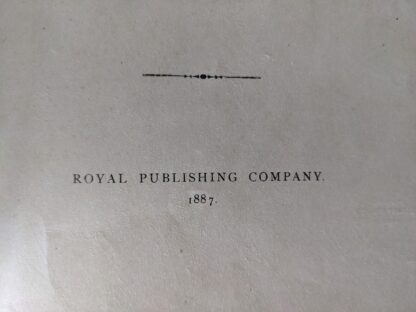 ROYAL PUBLISHING COMPANY.
1887.